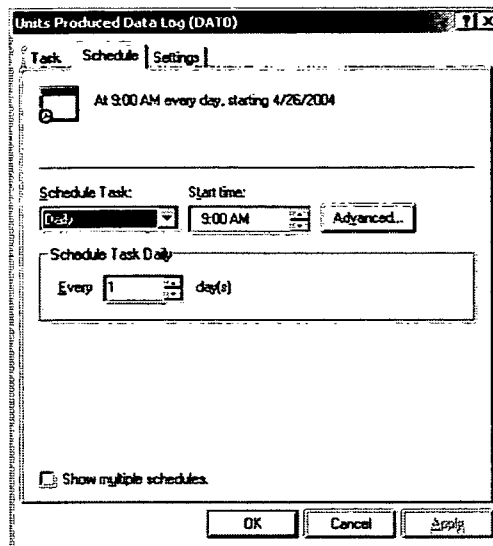 Units Produced Data Log (DAT0)
Task Schedule Settings
At 9:00 AM every day, starting 4/26/2004
Schedule Task: Start time:
Daily 9:00 AM Advanced...
Schedule Task Daily
Every 1 day(s)
Show multiple schedules.
OK Cancel Apply